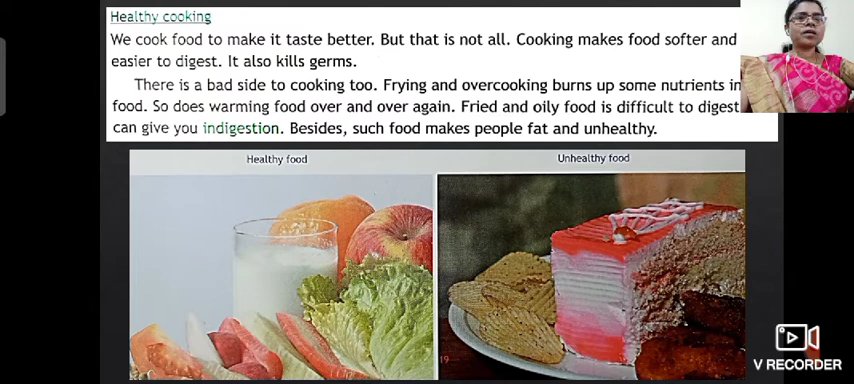 Healthy cooking
We cook food to make it taste better. But that is not all. Cooking makes food softer and
easier to digest. It also kills germs.
There is a bad side to cooking too. Frying and overcooking burns up some nutrients in
food. So does warming food over and over again. Fried and oily food is difficult to digest
can give you indigestion. Besides, such food makes people fat and unhealthy.
Healthy food
Unhealthy food
19
V RECORDER